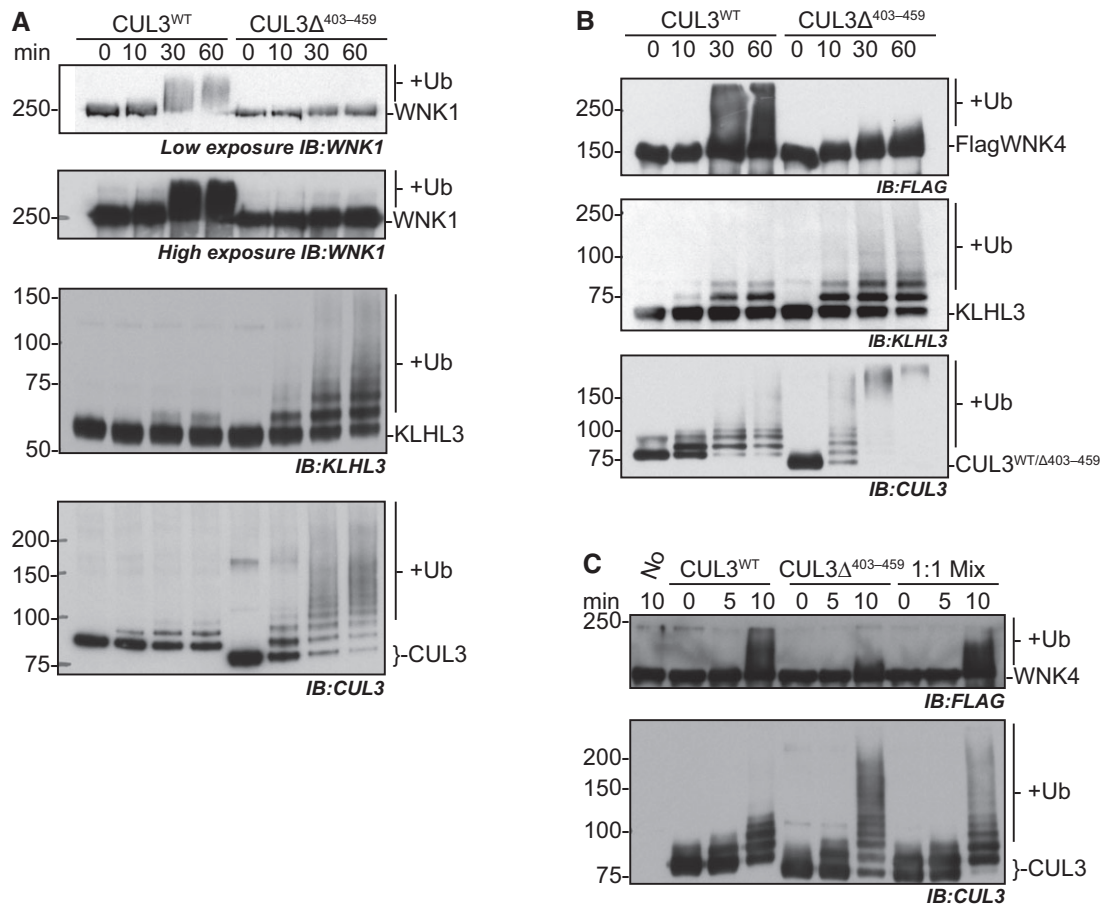 A
CUL3WT CUL3Δ403–459
min 0 10 30 60 0 10 30 60
+Ub
250
WNK1
Low exposure IB:WNK1
+Ub
250
WNK1
High exposure IB:WNK1
150
100
+Ub
75
KLHL3
50
IB:KLHL3
200
150
+Ub
100
}-CUL3
75
IB:CUL3
B
CUL3WT CUL3Δ403–459
0 10 30 60 0 10 30 60
250
+Ub
150
FlagWNK4
IB:FLAG
250
+Ub
100
75
KLHL3
IB:KLHL3
150
+Ub
100
75
CUL3WT/Δ403–459
IB:CUL3
C
No CUL3WT CUL3Δ403–459 1:1 Mix
min 10 0 5 10 0 5 10 0 5 10
250
+Ub
WNK4
IB:FLAG
200
150
+Ub
100
}-CUL3
75
IB:CUL3